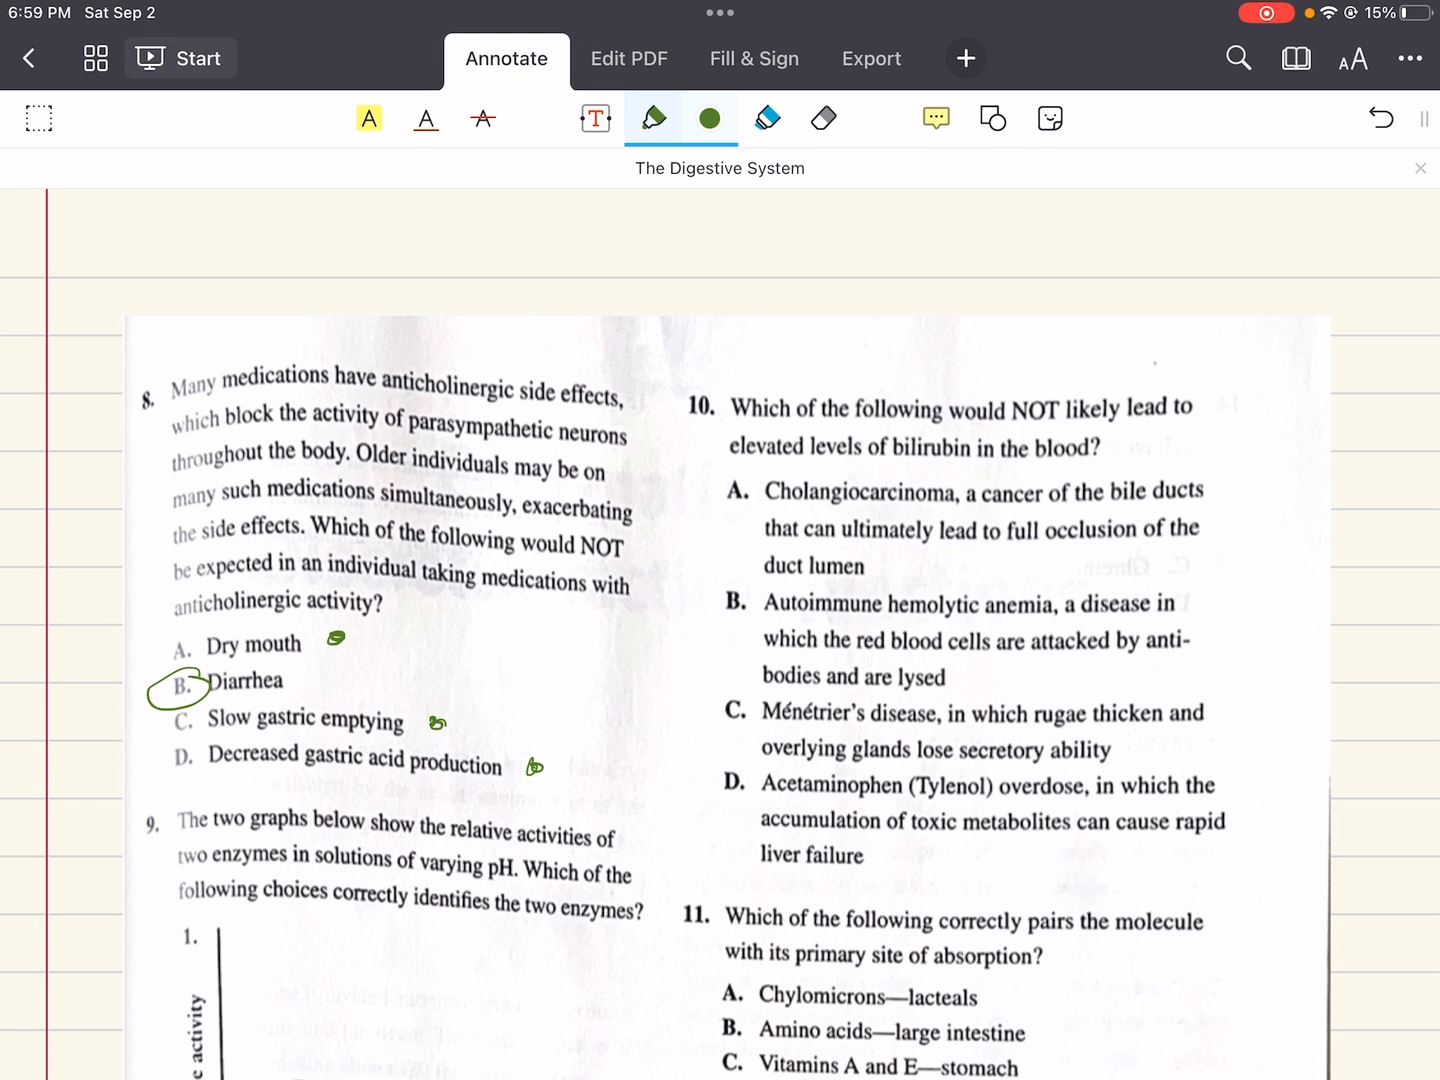 6:59 PM Sat Sep 2
15%
Start
Annotate
Edit PDF
Fill & Sign
Export
AA
A
A
A
T
The Digestive System
8. Many medications have anticholinergic side effects,
which block the activity of parasympathetic neurons
throughout the body. Older individuals may be on
many such medications simultaneously, exacerbating
the side effects. Which of the following would NOT
be expected in an individual taking medications with
anticholinergic activity?
A. Dry mouth
B. Diarrhea
C. Slow gastric emptying
D. Decreased gastric acid production
9. The two graphs below show the relative activities of
two enzymes in solutions of varying pH. Which of the
following choices correctly identifies the two enzymes?
1.
e activity
10. Which of the following would NOT likely lead to
elevated levels of bilirubin in the blood?
A. Cholangiocarcinoma, a cancer of the bile ducts
that can ultimately lead to full occlusion of the
duct lumen
B. Autoimmune hemolytic anemia, a disease in
which the red blood cells are attacked by anti-
bodies and are lysed
C. Ménétrier's disease, in which rugae thicken and
overlying glands lose secretory ability
D. Acetaminophen (Tylenol) overdose, in which the
accumulation of toxic metabolites can cause rapid
liver failure
11. Which of the following correctly pairs the molecule
with its primary site of absorption?
A. Chylomicrons—lacteals
B. Amino acids—large intestine
C. Vitamins A and E—stomach